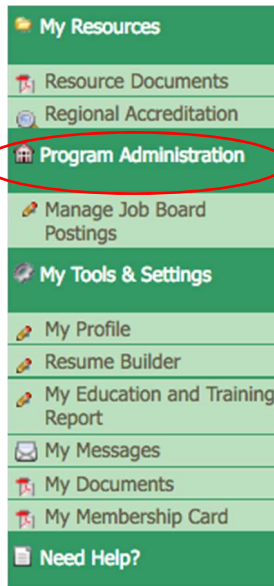 My Resources
Resource Documents
Regional Accreditation
Program Administration
Manage Job Board
Postings
My Tools & Settings
My Profile
Resume Builder
My Education and Training
Report
My Messages
My Documents
My Membership Card
Need Help?